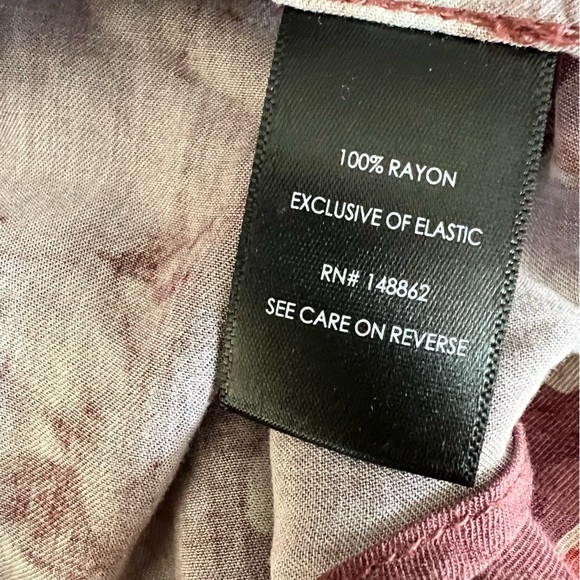 100% RAYON
EXCLUSIVE OF ELASTIC
RN# 148862
SEE CARE ON REVERSE